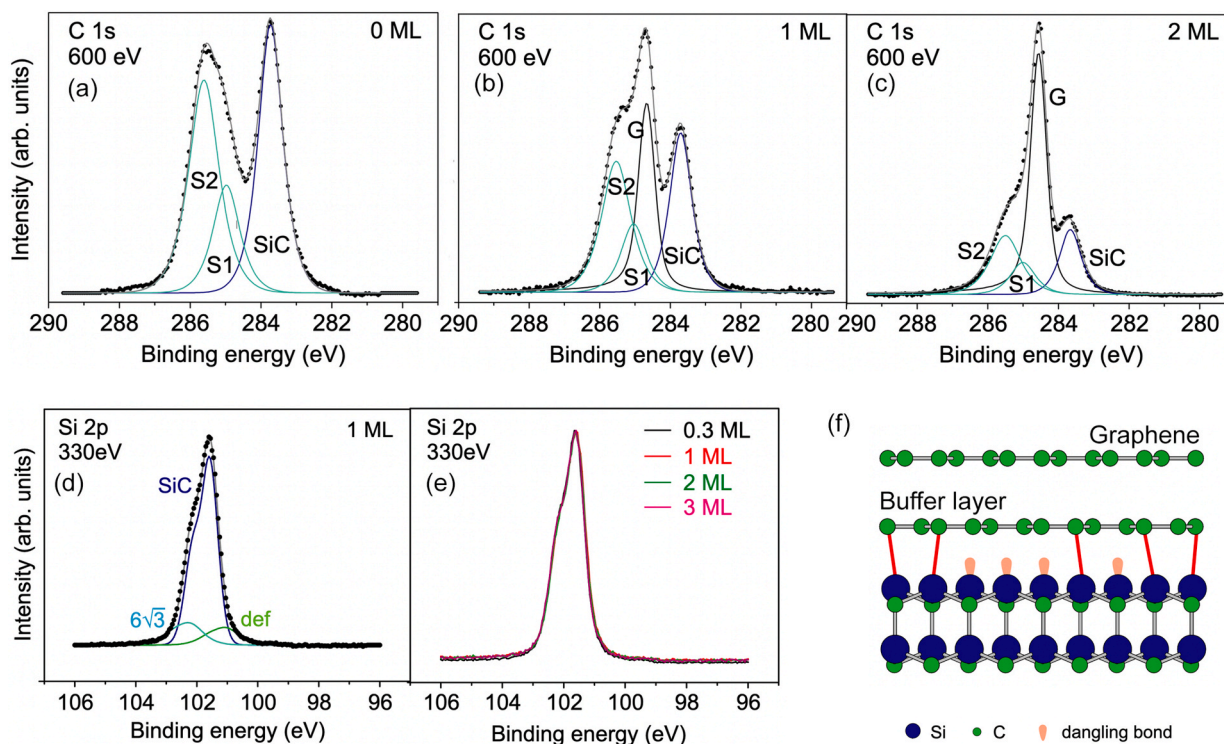 C 1s
600 eV
(a)
0 ML
S2
S1
SiC
290 288 286 284 282 280
Binding energy (eV)
Intensity (arb. units)
C 1s
600 eV
(b)
1 ML
G
S2
S1
SiC
290 288 286 284 282 280
Binding energy (eV)
C 1s
600 eV
(c)
2 ML
G
S2
S1
SiC
290 288 286 284 282 280
Binding energy (eV)
Si 2p
330eV
(d)
1 ML
SiC
6√3
def
106 104 102 100 98 96
Binding energy (eV)
Intensity (arb. units)
Si 2p
330eV
(e)
0.3 ML
1 ML
2 ML
3 ML
106 104 102 100 98 96
Binding energy (eV)
(f)
Graphene
Buffer layer
Si C dangling bond